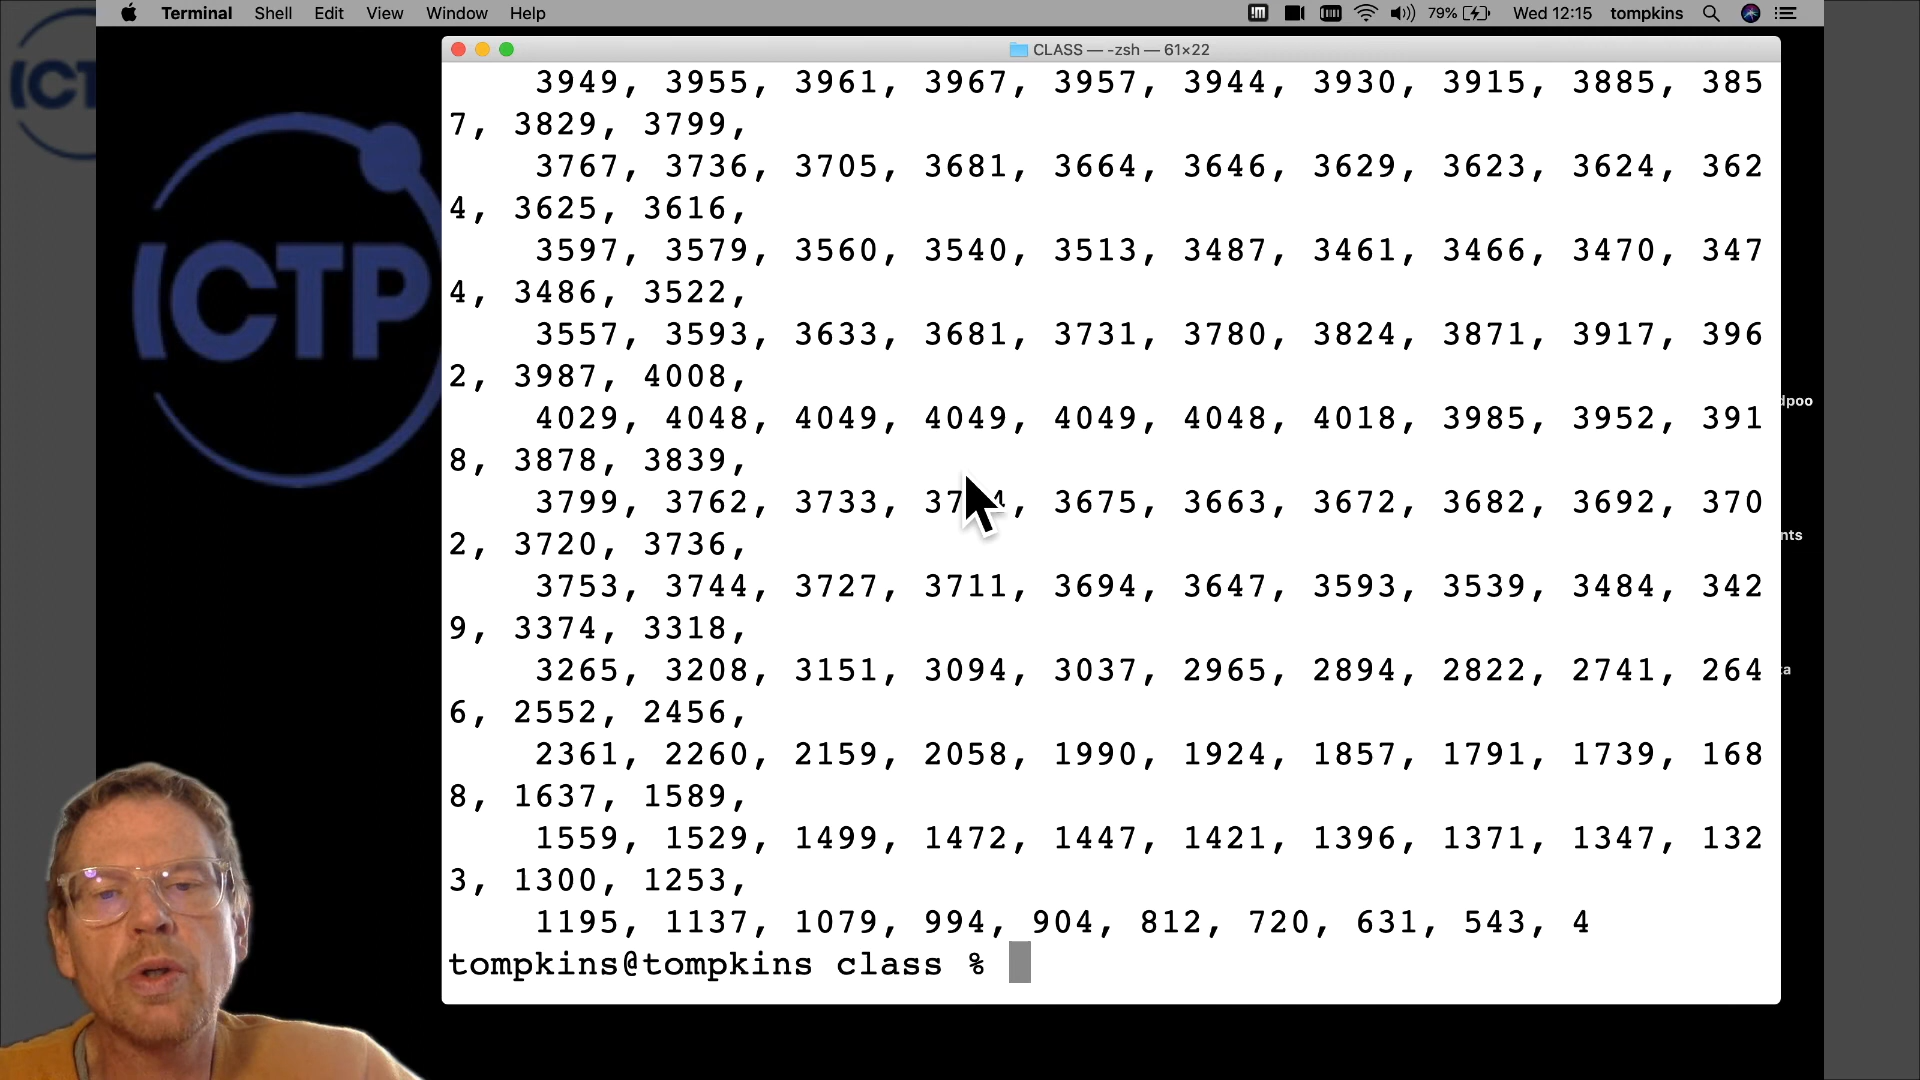 Terminal Shell Edit View Window Help 79% Wed 12:15 tompkins
CLASS — -zsh — 61×22
ICT
ICTP
3949, 3955, 3961, 3967, 3957, 3944, 3930, 3915, 3885, 385
7, 3829, 3799,
3767, 3736, 3705, 3681, 3664, 3646, 3629, 3623, 3624, 362
4, 3625, 3616,
3597, 3579, 3560, 3540, 3513, 3487, 3461, 3466, 3470, 347
4, 3486, 3522,
3557, 3593, 3633, 3681, 3731, 3780, 3824, 3871, 3917, 396
2, 3987, 4008,
4029, 4048, 4049, 4049, 4049, 4048, 4018, 3985, 3952, 391
8, 3878, 3839,
3799, 3762, 3733, 3675, 3663, 3672, 3682, 3692, 370
2, 3720, 3736,
3753, 3744, 3727, 3711, 3694, 3647, 3593, 3539, 3484, 342
9, 3374, 3318,
3265, 3208, 3151, 3094, 3037, 2965, 2894, 2822, 2741, 264
6, 2552, 2456,
2361, 2260, 2159, 2058, 1990, 1924, 1857, 1791, 1739, 168
8, 1637, 1589,
1559, 1529, 1499, 1472, 1447, 1421, 1396, 1371, 1347, 132
3, 1300, 1253,
1195, 1137, 1079, 994, 904, 812, 720, 631, 543, 4
tompkins@tompkins class %
dpoo
nts
ta